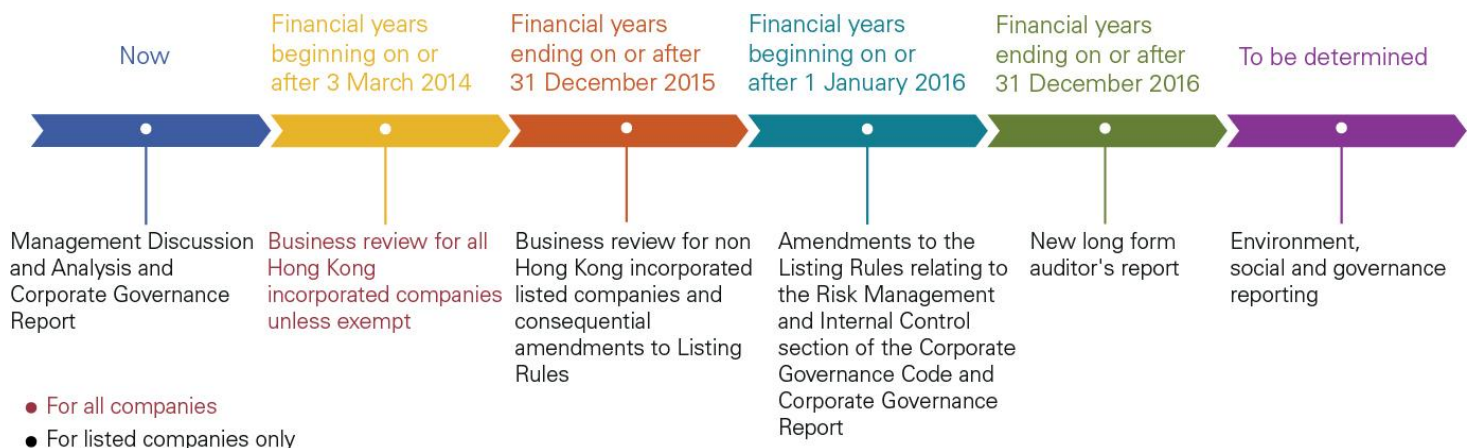 Now
Financial years
beginning on or
after 3 March 2014
Financial years
ending on or after
31 December 2015
Financial years
beginning on or
after 1 January 2016
Financial years
ending on or after
31 December 2016
To be determined
Management Discussion
and Analysis and
Corporate Governance
Report
Business review for all
Hong Kong
incorporated companies
unless exempt
Business review for non
Hong Kong incorporated
listed companies and
consequential
amendments to Listing
Rules
Amendments to the
Listing Rules relating to
the Risk Management
and Internal Control
section of the Corporate
Governance Code and
Corporate Governance
Report
New long form
auditor's report
Environment,
social and governance
reporting
• For all companies
• For listed companies only